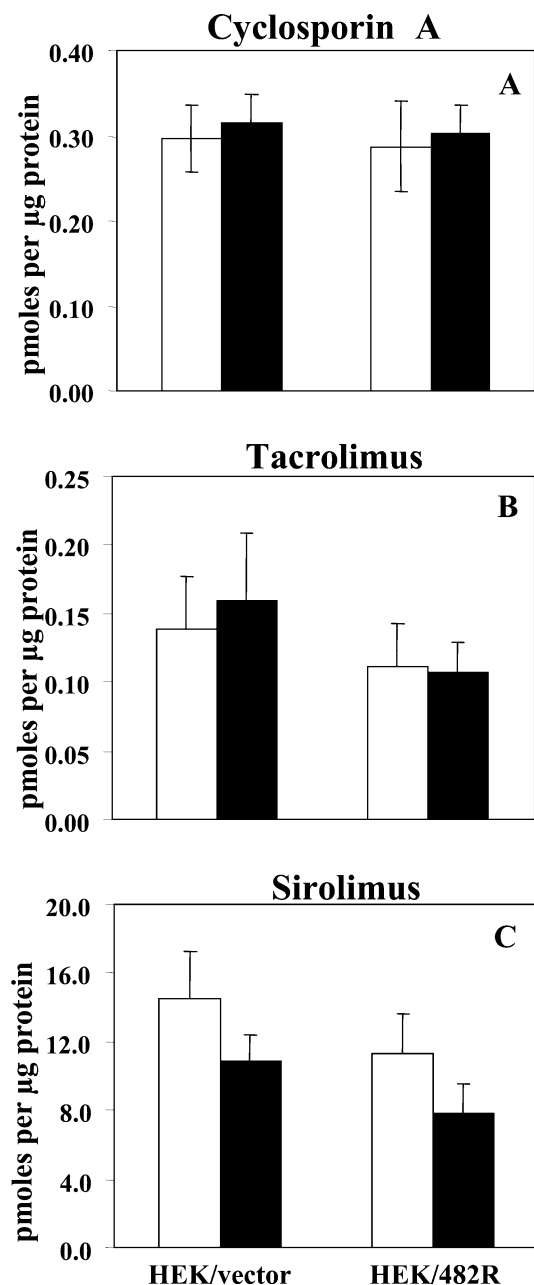 Cyclosporin A
A
0.40
0.30
0.20
0.10
0.00
pmoles per µg protein
Tacrolimus
B
0.25
0.20
0.15
0.10
0.05
0.00
pmoles per µg protein
Sirolimus
C
20.0
16.0
12.0
8.0
4.0
0.0
pmoles per µg protein
HEK/vector HEK/482R